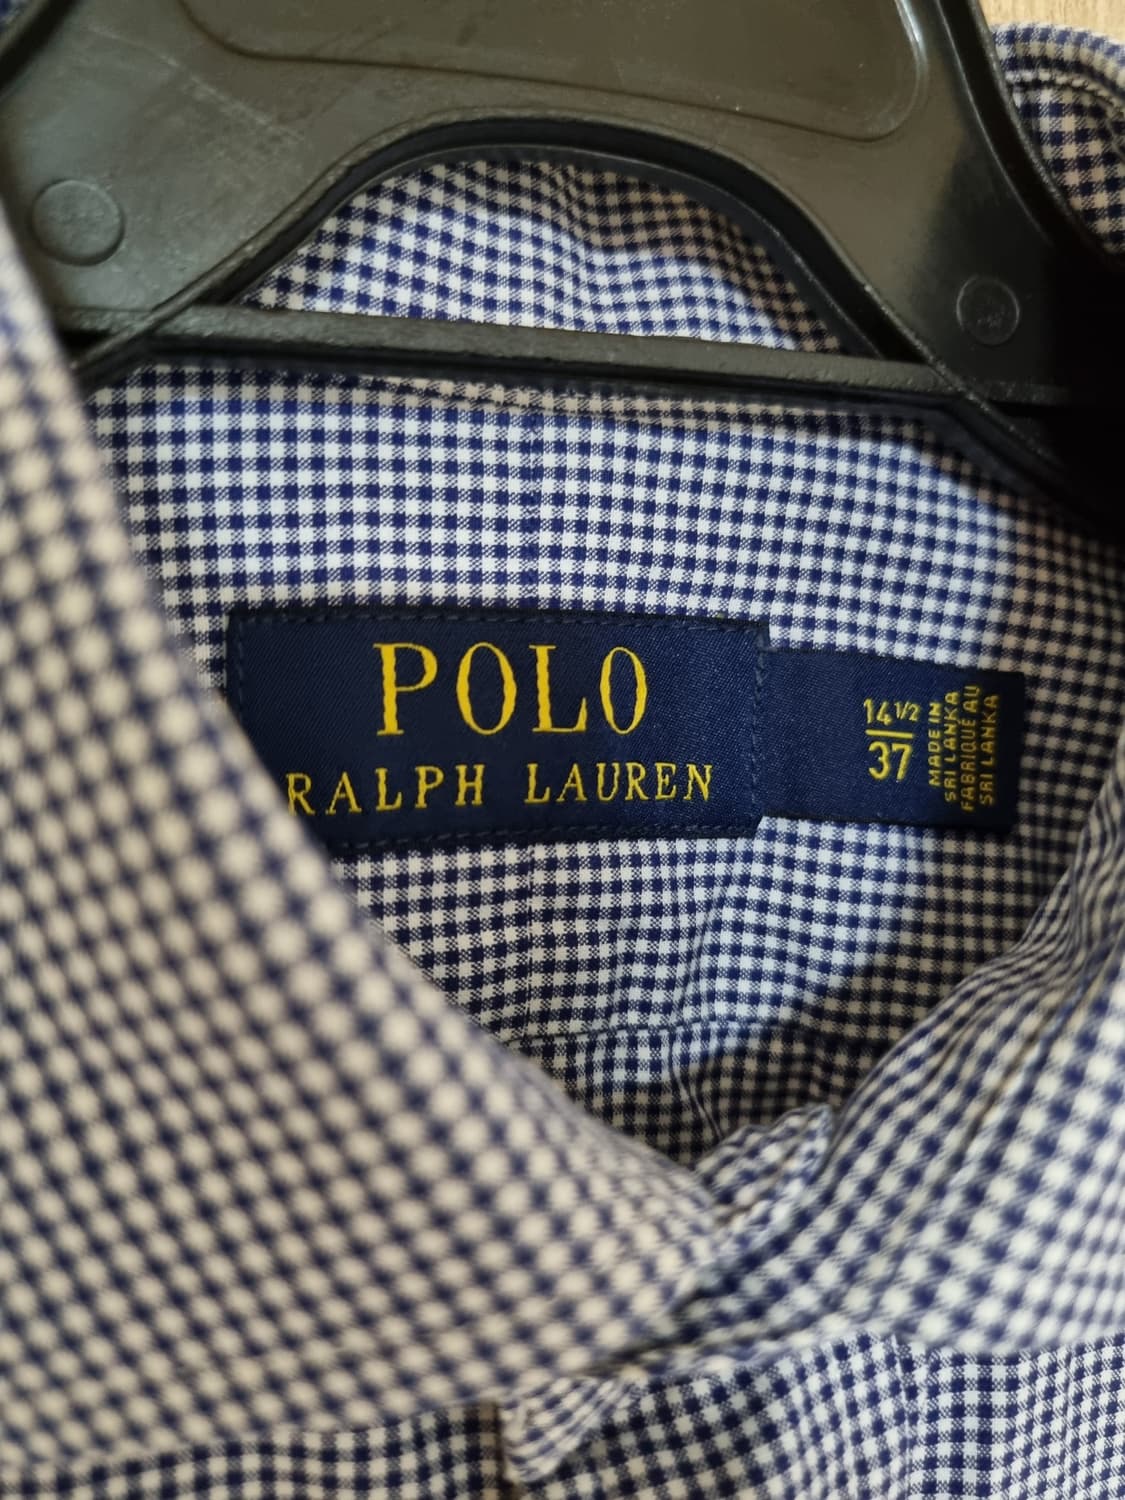 POLO
RALPH LAUREN
14½
37
MADE IN
SRI LANKA
FABRIQUÉ AU
SRI LANKA